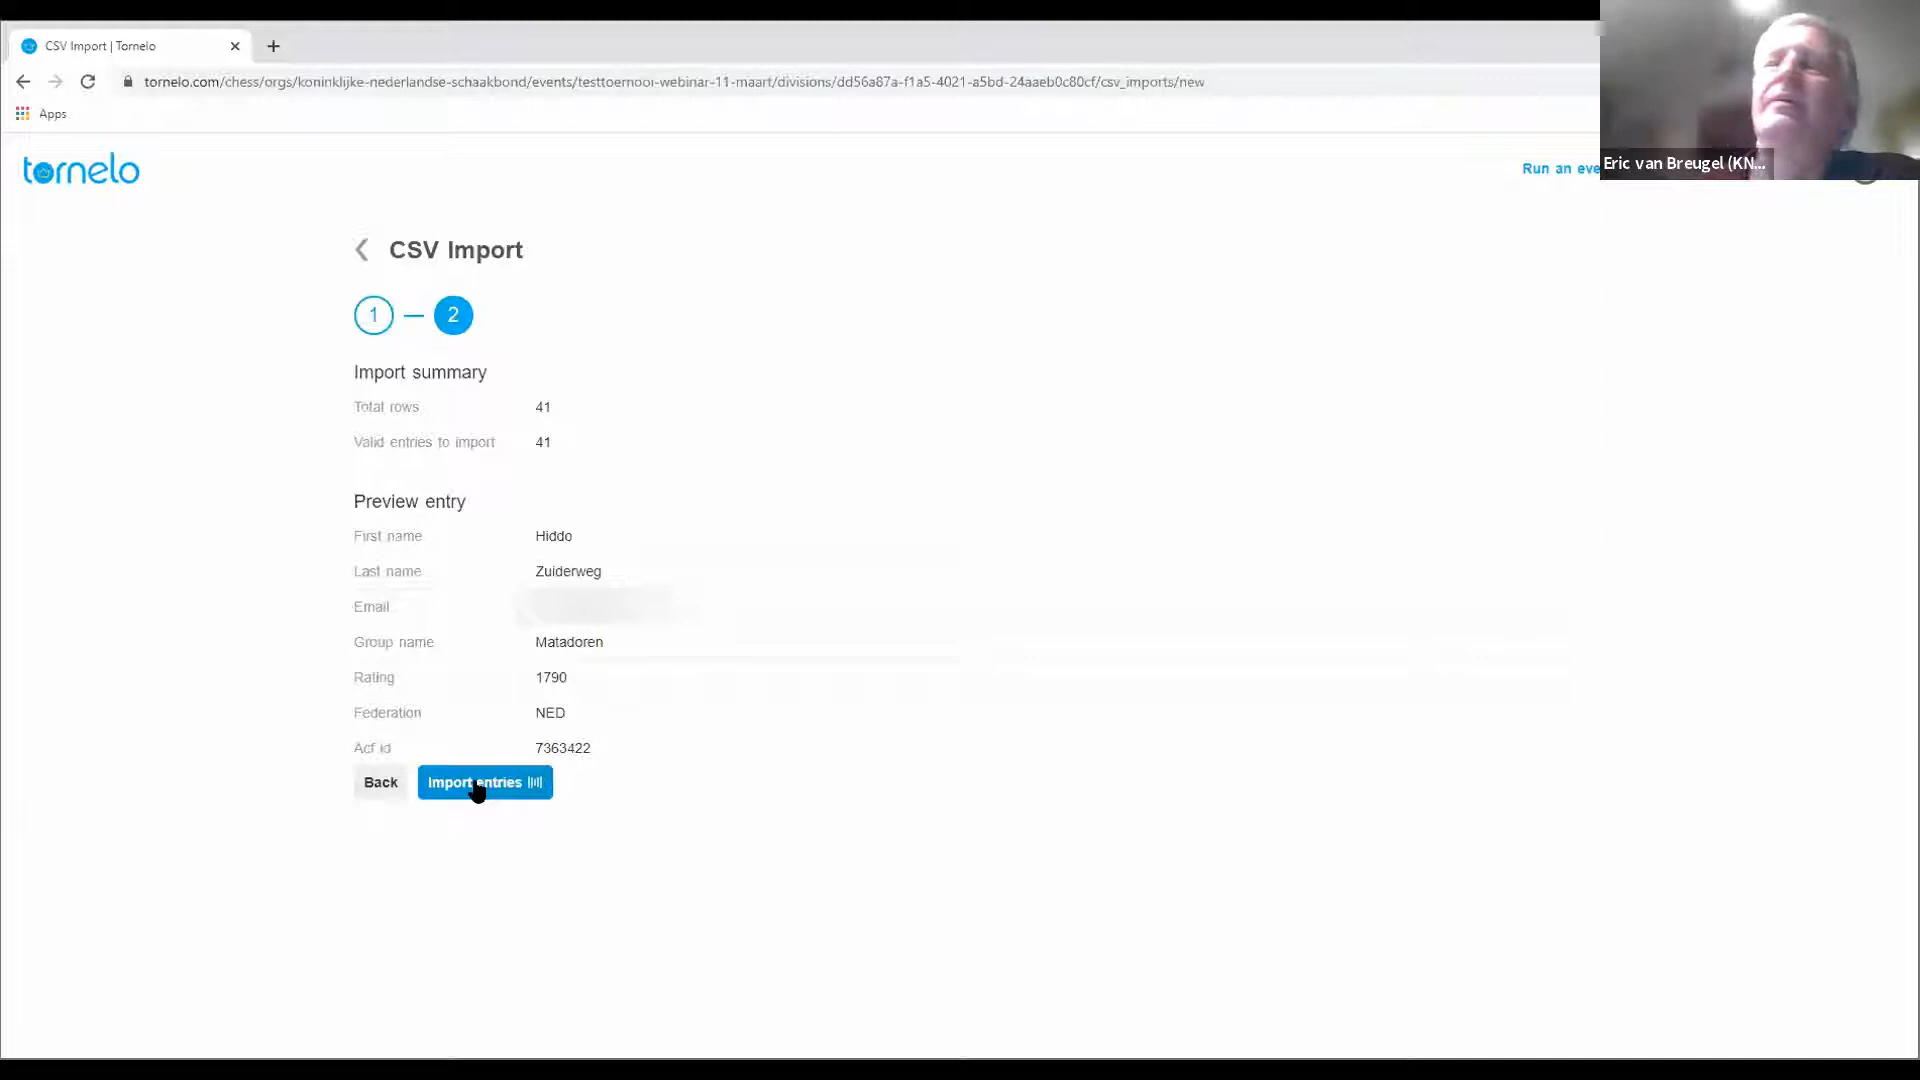 CSV Import | Tornelo
tornelo.com/chess/orgs/koninklijke-nederlandse-schaakbond/events/testtoernooi-webinar-11-maart/divisions/dd56a87a-f1a5-4021-a5bd-24aaeb0c80cf/csv_imports/new
Apps
tornelo
Run an eve
Eric van Breugel (KN...
CSV Import
1
2
Import summary
Total rows 41
Valid entries to import 41
Preview entry
First name Hiddo
Last name Zuiderweg
Email
Group name Matadoren
Rating 1790
Federation NED
Acf id 7363422
Back
Import entries